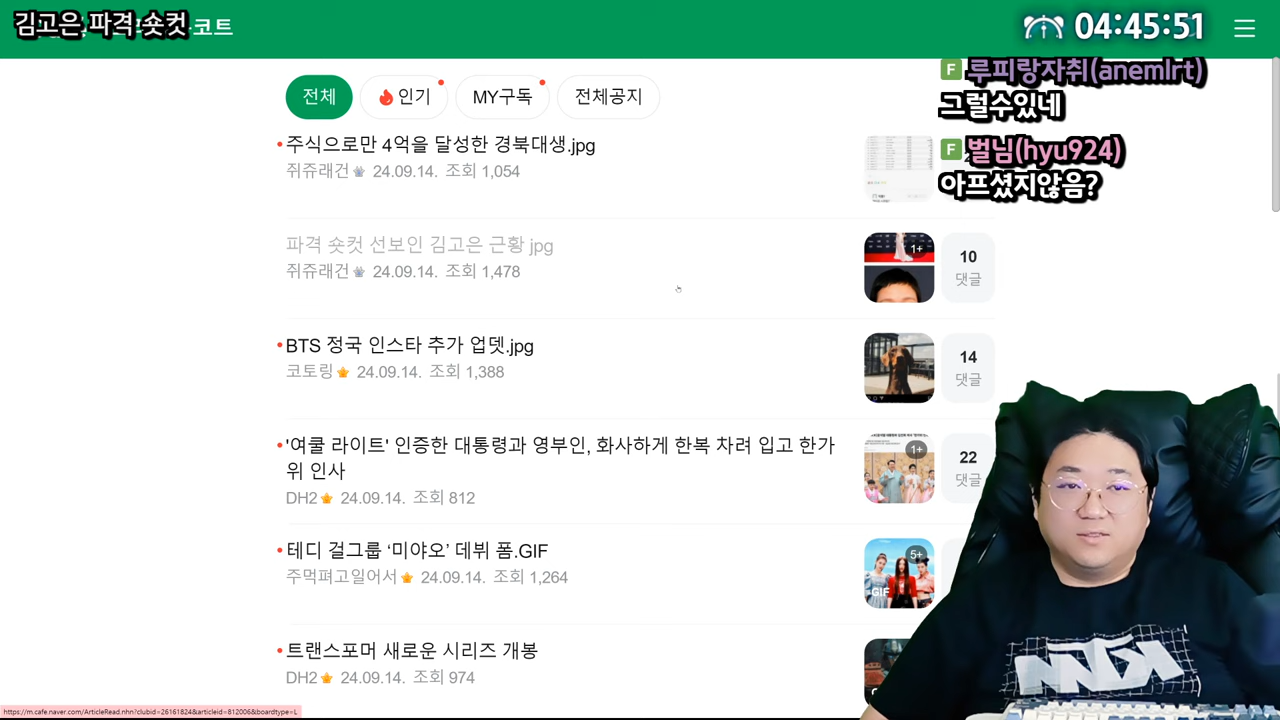 김고은 파격 숏컷 코트
04:45:51
F 루피랑자취(anemlrt)
그럴수있네
F 벌님(hyu924)
아프셨지않음?
전체
인기
MY구독
전체공지
주식으로만 4억을 달성한 경북대생.jpg
쥐쥬래건 24.09.14. 조회 1,054
파격 숏컷 선보인 김고은 근황 jpg
쥐쥬래건 24.09.14. 조회 1,478
1+
10
댓글
BTS 정국 인스타 추가 업뎃.jpg
코토링 24.09.14. 조회 1,388
14
댓글
'여쿨 라이트' 인증한 대통령과 영부인, 화사하게 한복 차려 입고 한가
위 인사
DH2 24.09.14. 조회 812
1+
22
댓글
테디 걸그룹 ‘미야오’ 데뷔 폼.GIF
주먹펴고일어서 24.09.14. 조회 1,264
5+
GIF
트랜스포머 새로운 시리즈 개봉
DH2 24.09.14. 조회 974
https://m.cafe.naver.com/ArticleRead.nhn?clubid=26161824&articleid=812006&boardtype=L